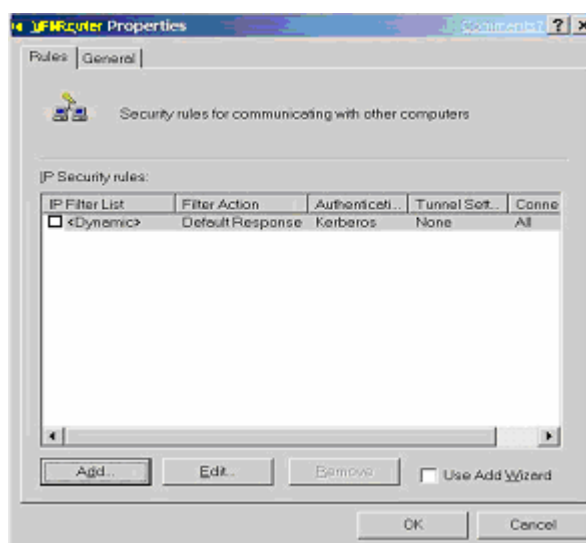 Properties
Comments? ? ×
Rules General
Security rules for communicating with other computers
IP Security rules:
IP Filter List Filter Action Authenticati... Tunnel Sett... Conne
<Dynamic> Default Response Kerberos None All
Add... Edit... Remove Use Add Wizard
OK Cancel